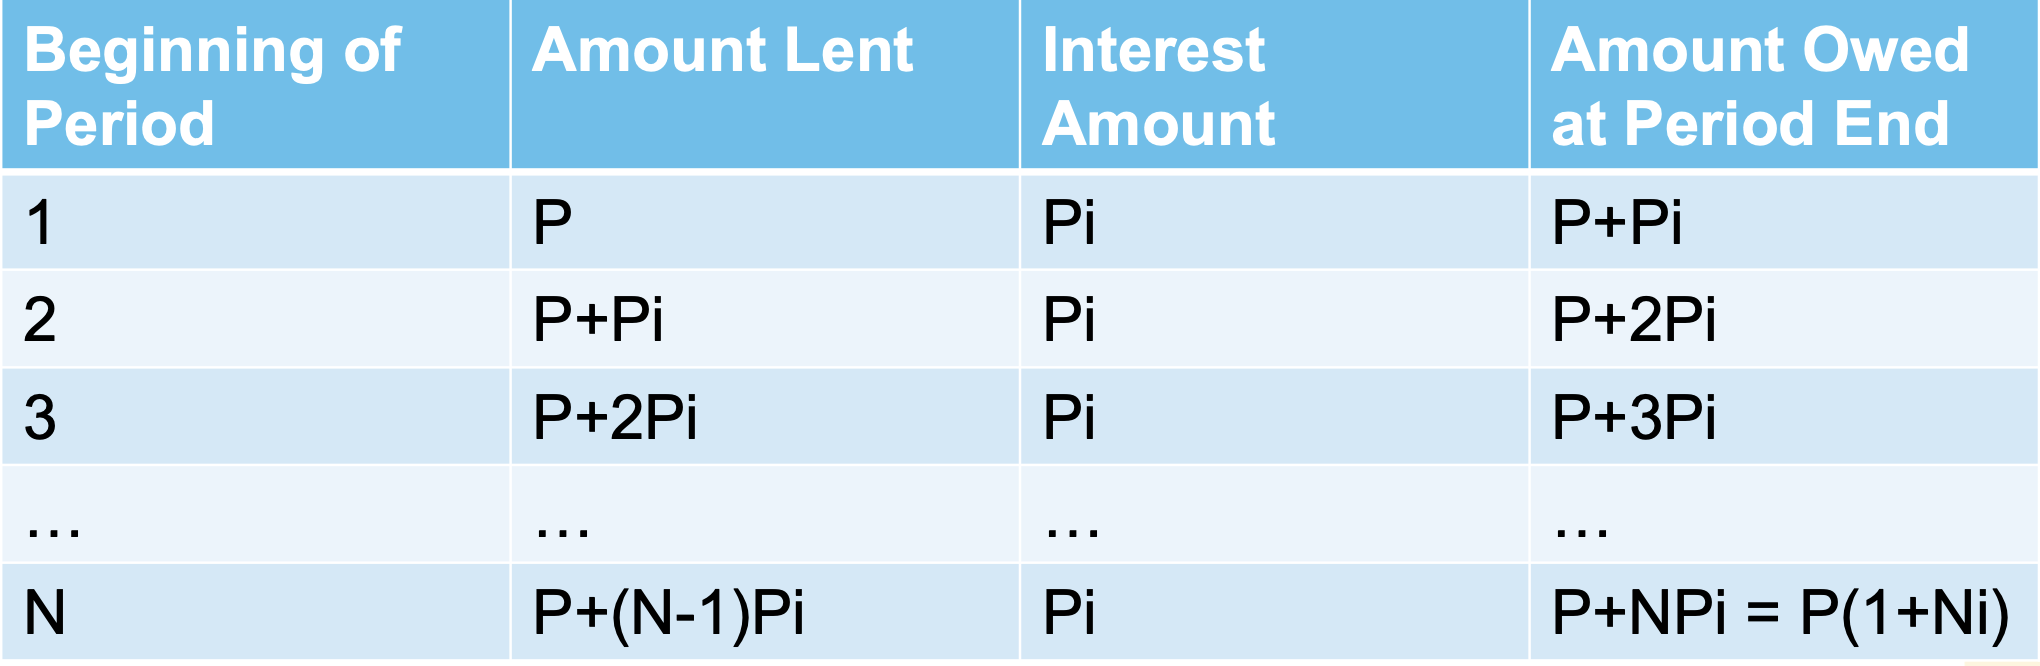 Beginning of Period
Amount Lent
Interest Amount
Amount Owed at Period End
1
P
Pi
P+Pi
2
P+Pi
Pi
P+2Pi
3
P+2Pi
Pi
P+3Pi
…
…
…
…
N
P+(N-1)Pi
Pi
P+NPi = P(1+Ni)